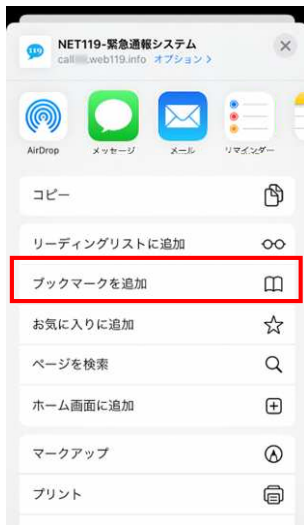 119
NET119-緊急通報システム
call .web119.info オプション >
AirDrop
メッセージ
メール
リマインダー
コピー
リーディングリストに追加
ブックマークを追加
お気に入りに追加
ページを検索
ホーム画面に追加
マークアップ
プリント